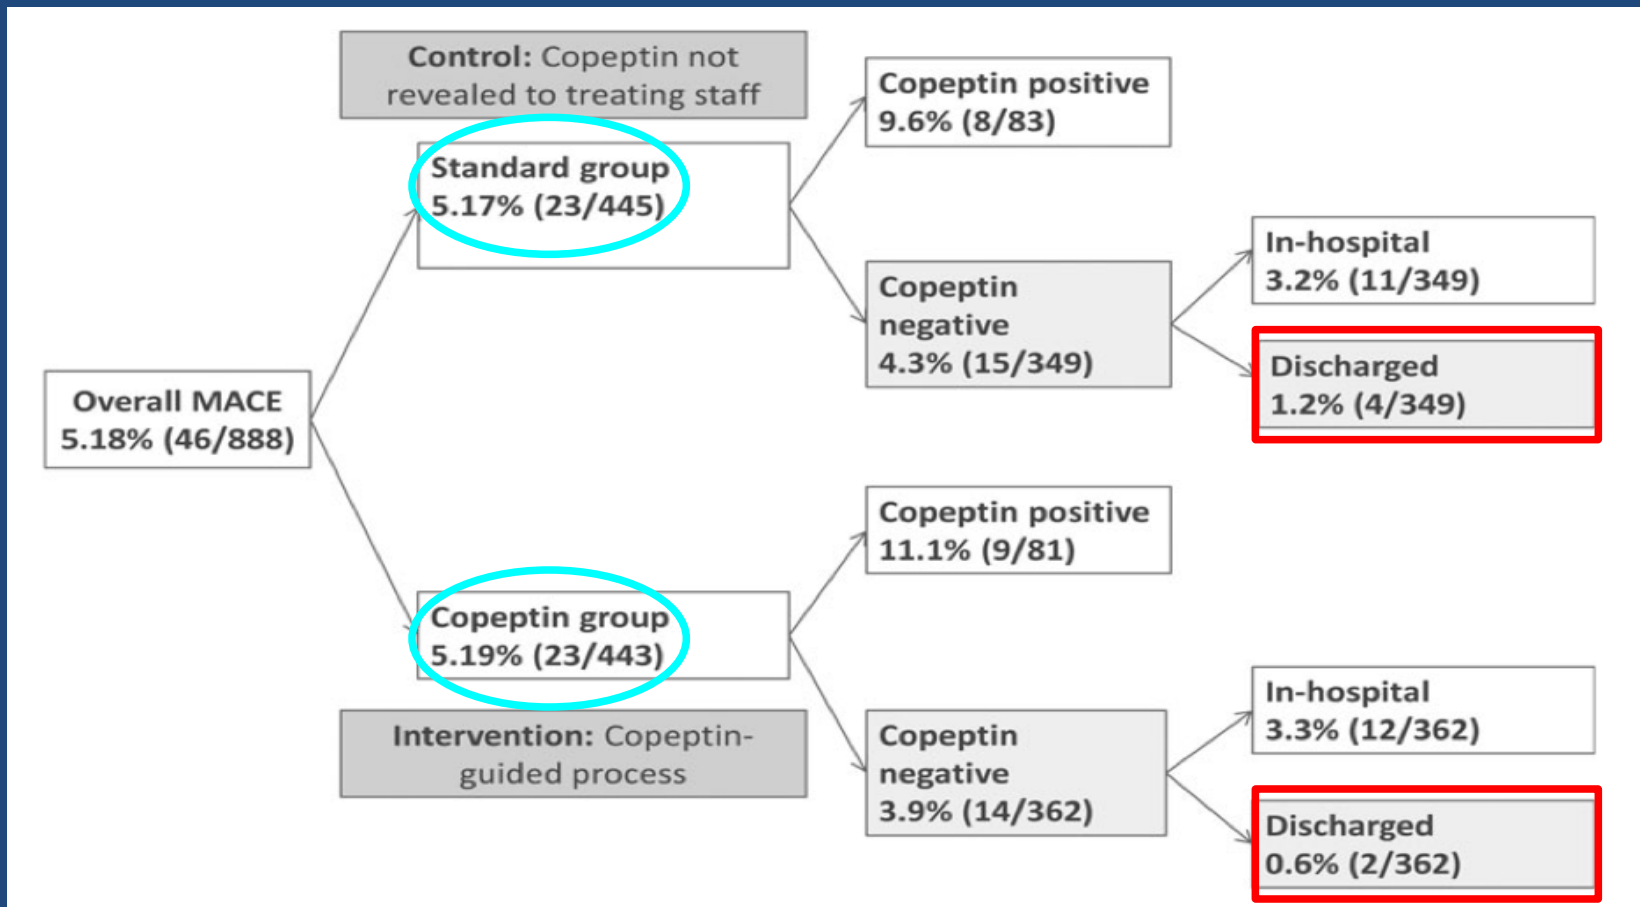 Control: Copeptin not
revealed to treating staff
Standard group
5.17% (23/445)
Copeptin positive
9.6% (8/83)
Copeptin
negative
4.3% (15/349)
In-hospital
3.2% (11/349)
Discharged
1.2% (4/349)
Overall MACE
5.18% (46/888)
Copeptin group
5.19% (23/443)
Intervention: Copeptin-
guided process
Copeptin positive
11.1% (9/81)
Copeptin
negative
3.9% (14/362)
In-hospital
3.3% (12/362)
Discharged
0.6% (2/362)